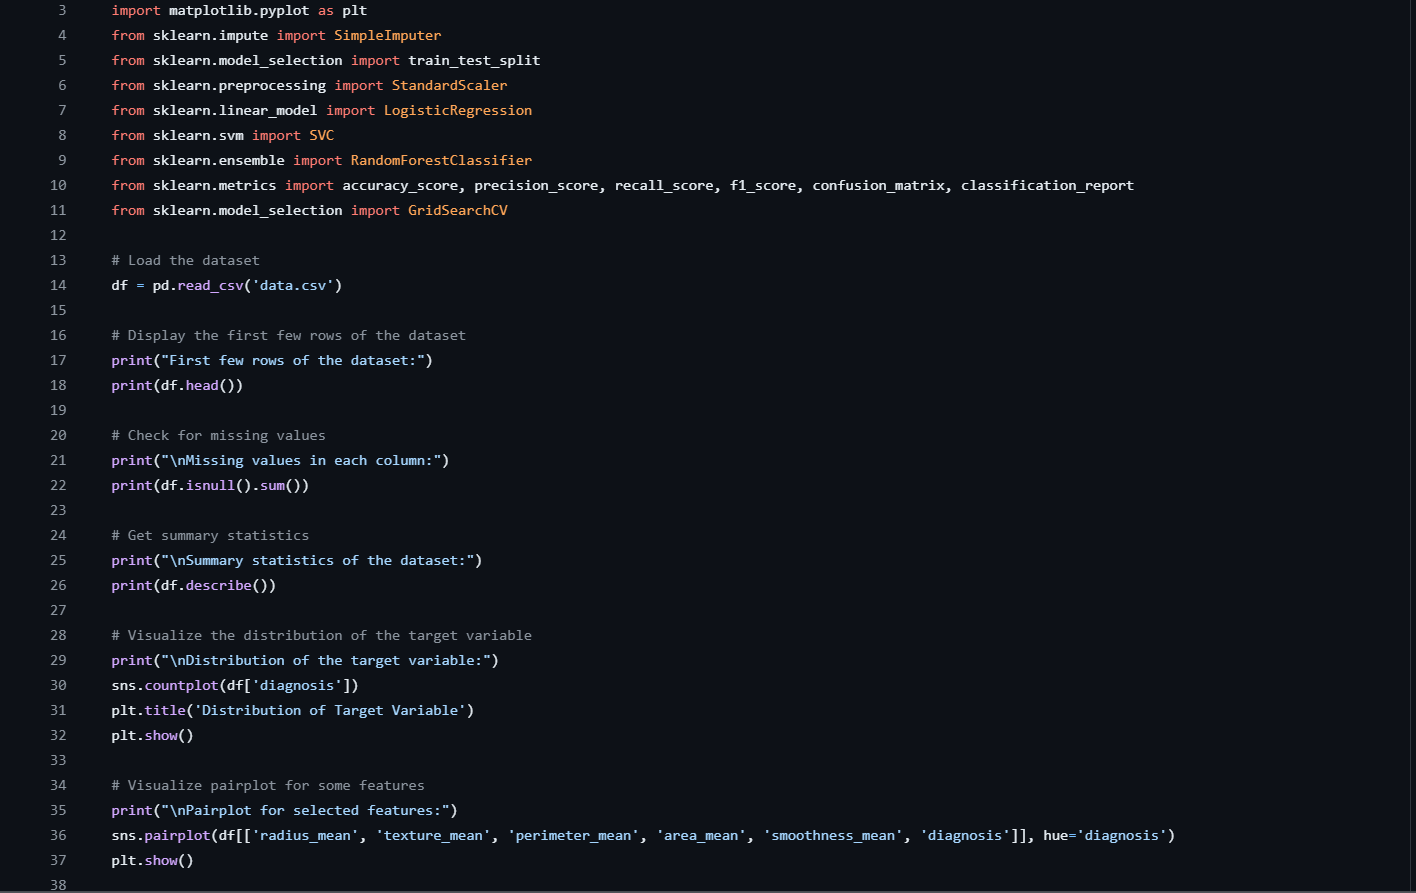 3 import matplotlib.pyplot as plt
4 from sklearn.impute import SimpleImputer
5 from sklearn.model_selection import train_test_split
6 from sklearn.preprocessing import StandardScaler
7 from sklearn.linear_model import LogisticRegression
8 from sklearn.svm import SVC
9 from sklearn.ensemble import RandomForestClassifier
10 from sklearn.metrics import accuracy_score, precision_score, recall_score, f1_score, confusion_matrix, classification_report
11 from sklearn.model_selection import GridSearchCV
12
13 # Load the dataset
14 df = pd.read_csv('data.csv')
15
16 # Display the first few rows of the dataset
17 print("First few rows of the dataset:")
18 print(df.head())
19
20 # Check for missing values
21 print("\nMissing values in each column:")
22 print(df.isnull().sum())
23
24 # Get summary statistics
25 print("\nSummary statistics of the dataset:")
26 print(df.describe())
27
28 # Visualize the distribution of the target variable
29 print("\nDistribution of the target variable:")
30 sns.countplot(df['diagnosis'])
31 plt.title('Distribution of Target Variable')
32 plt.show()
33
34 # Visualize pairplot for some features
35 print("\nPairplot for selected features:")
36 sns.pairplot(df[['radius_mean', 'texture_mean', 'perimeter_mean', 'area_mean', 'smoothness_mean', 'diagnosis']], hue='diagnosis')
37 plt.show()
38